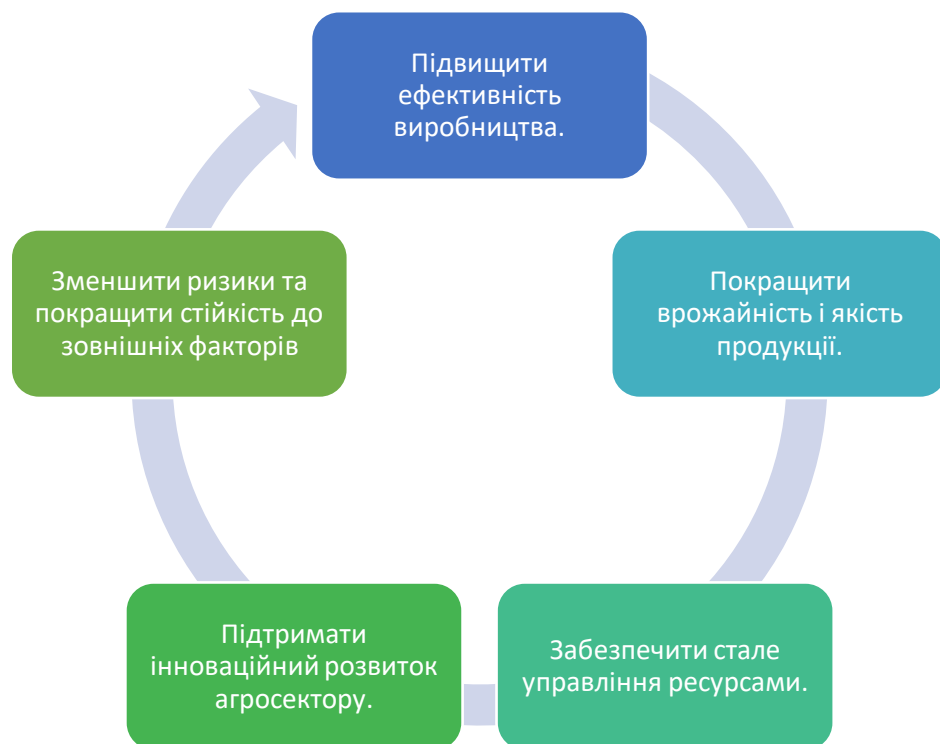 Підвищити
ефективність
виробництва.
Покращити
врожайність і якість
продукції.
Забезпечити стале
управління ресурсами.
Підтримати
інноваційний розвиток
агросектору.
Зменшити ризики та
покращити стійкість до
зовнішніх факторів